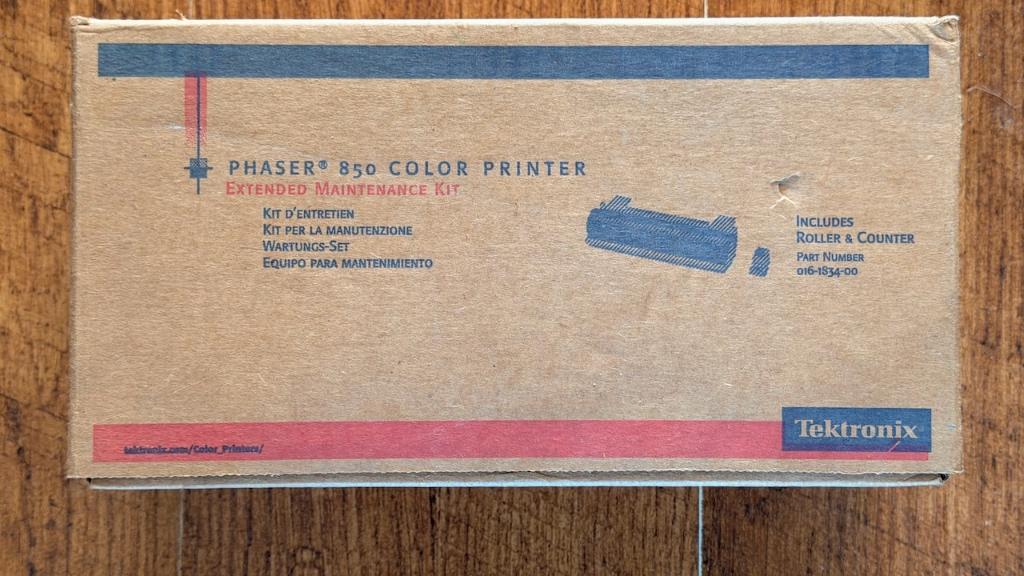 PHASER® 850 COLOR PRINTER
EXTENDED MAINTENANCE KIT
KIT D'ENTRETIEN
KIT PER LA MANUTENZIONE
WARTUNGS-SET
EQUIPO PARA MANTENIMIENTO
INCLUDES
ROLLER & COUNTER
PART NUMBER
016-1834-00
tektronix.com/Color_Printers/
Tektronix